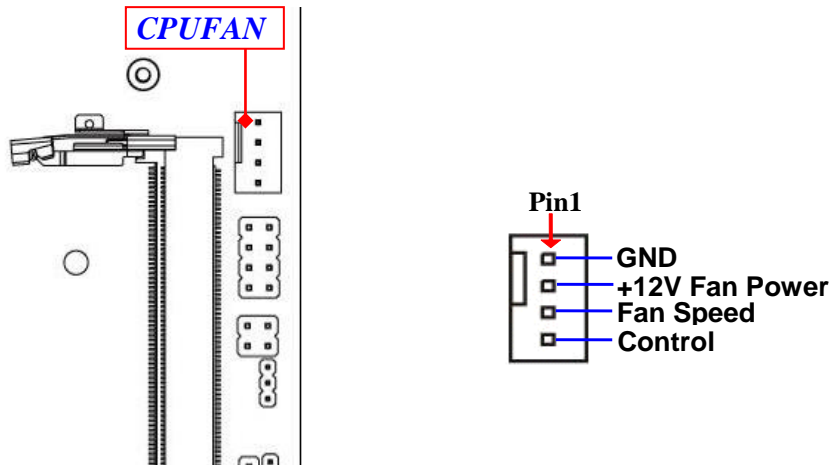 CPUFAN
Pin1
GND
+12V Fan Power
Fan Speed
Control